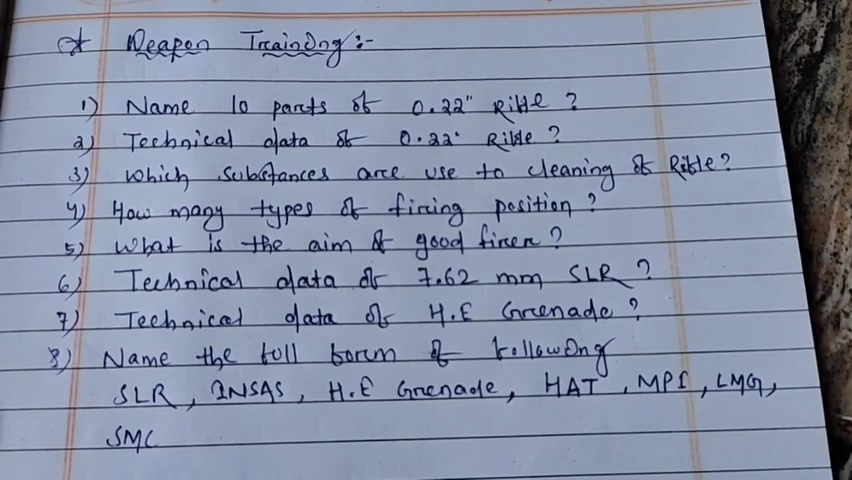 * Weapon Training:-
1) Name 10 parts of 0.22" Rifle ?
2) Technical data of 0.22" Rifle ?
3) Which substances are use to cleaning of Rifle?
4) How many types of firing position ?
5) What is the aim of good firer ?
6) Technical data of 7.62 mm SLR ?
7) Technical data of H.E Grenade ?
8) Name the full form of following
SLR, INSAS, H.E Grenade, HAT, MPI, LMG,
SMC